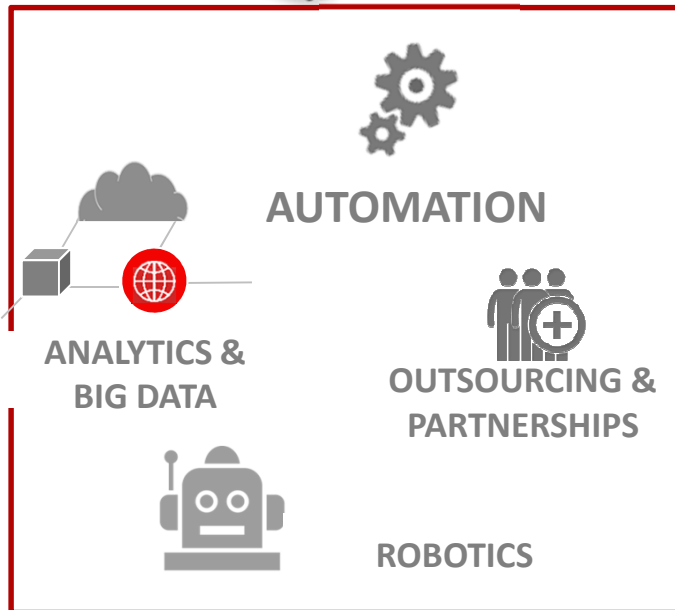 AUTOMATION
ANALYTICS &
BIG DATA
OUTSOURCING &
PARTNERSHIPS
ROBOTICS